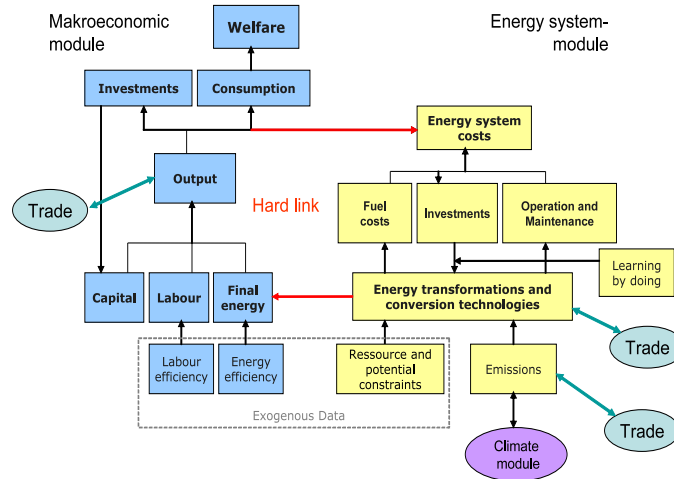 Makroeconomic
module
Energy system-
module
Welfare
Investments
Consumption
Energy system
costs
Output
Trade
Hard link
Fuel
costs
Investments
Operation and
Maintenance
Learning
by doing
Capital
Labour
Final
energy
Energy transformations and
conversion technologies
Trade
Labour
efficiency
Energy
efficiency
Ressource and
potential
constraints
Emissions
Exogenous Data
Trade
Climate
module